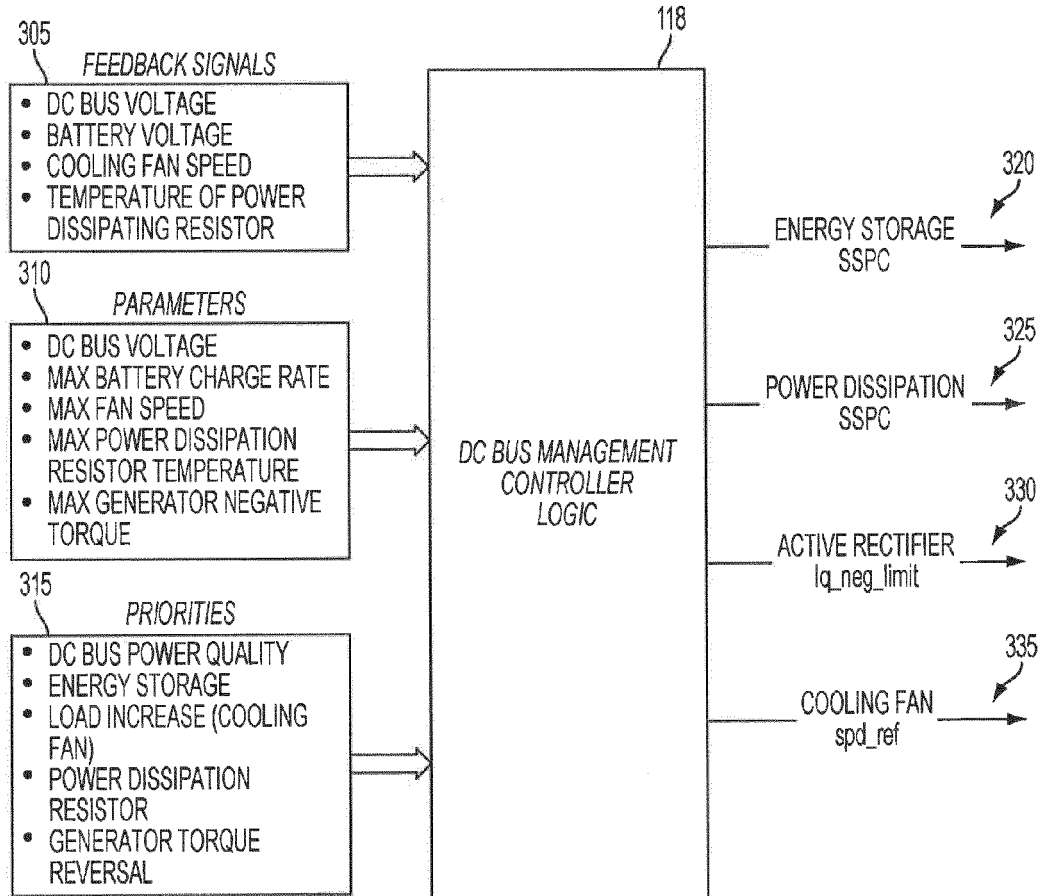 305
FEEDBACK SIGNALS
• DC BUS VOLTAGE
• BATTERY VOLTAGE
• COOLING FAN SPEED
• TEMPERATURE OF POWER
DISSIPATING RESISTOR
310
PARAMETERS
• DC BUS VOLTAGE
• MAX BATTERY CHARGE RATE
• MAX FAN SPEED
• MAX POWER DISSIPATION
RESISTOR TEMPERATURE
• MAX GENERATOR NEGATIVE
TORQUE
315
PRIORITIES
• DC BUS POWER QUALITY
• ENERGY STORAGE
• LOAD INCREASE (COOLING
FAN)
• POWER DISSIPATION
RESISTOR
• GENERATOR TORQUE
REVERSAL
118
DC BUS MANAGEMENT
CONTROLLER
LOGIC
320
ENERGY STORAGE
SSPC
325
POWER DISSIPATION
SSPC
330
ACTIVE RECTIFIER
Iq_neg_limit
335
COOLING FAN
spd_ref